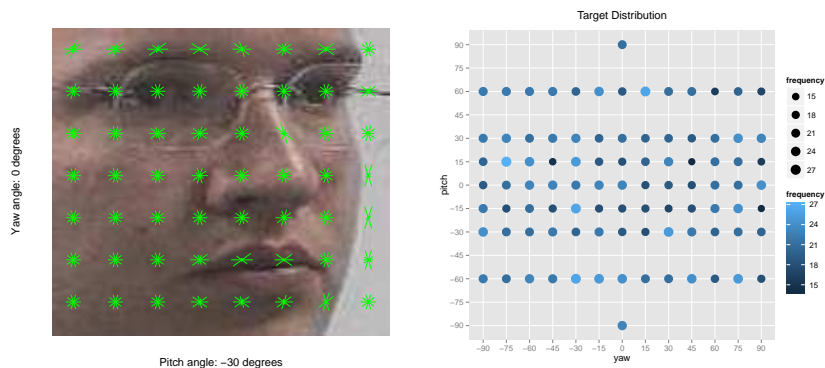 Yaw angle: 0 degrees
Pitch angle: −30 degrees
Target Distribution
pitch
90
75
60
45
30
15
0
−15
−30
−45
−60
−75
−90
−90 −75 −60 −45 −30 −15 0 15 30 45 60 75 90
yaw
frequency
15
18
21
24
27
frequency
27
24
21
18
15